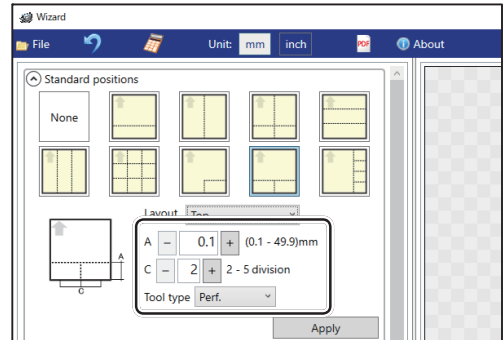 Wizard
File Unit: mm inch PDF About
Standard positions
None
Layout Top
A - 0.1 + (0.1 - 49.9)mm
C - 2 + 2 - 5 division
Tool type Perf.
A
C
Apply